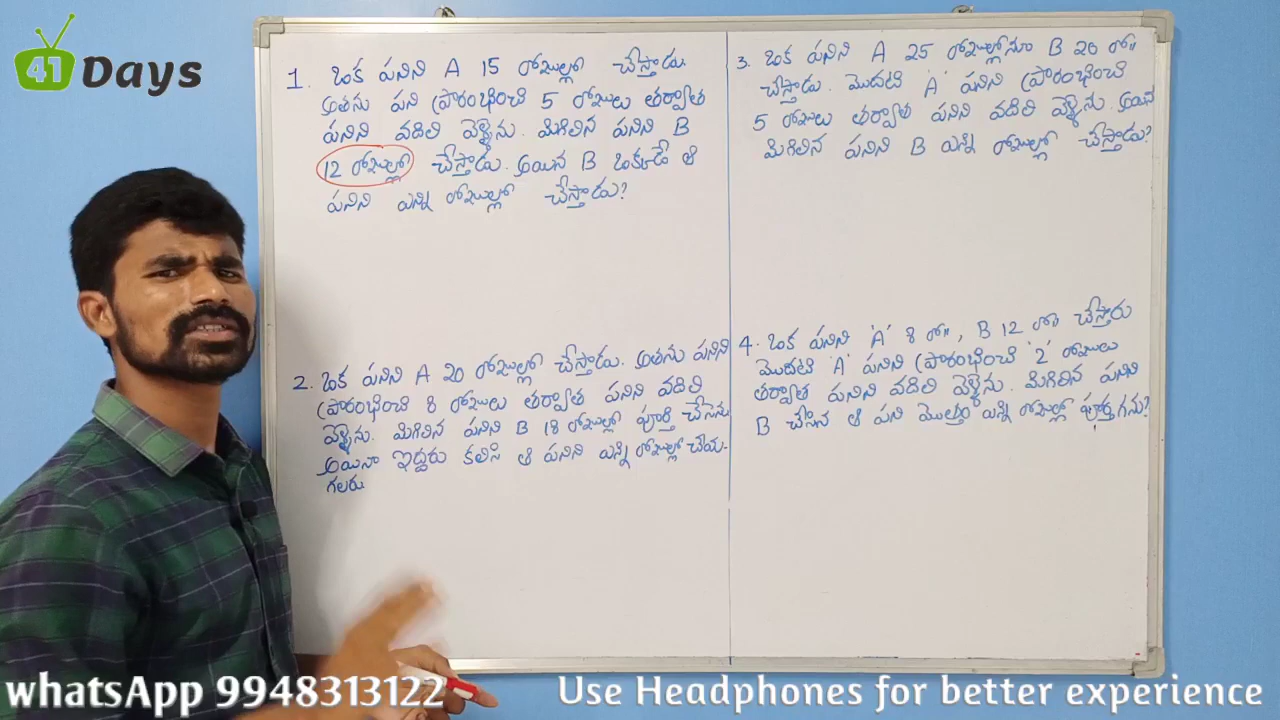 41 Days
1. ఒక పనిని A 15 రోజుల్లో చేస్తాడు.
అతను పని ప్రారంభించి 5 రోజులు తర్వాత
పనిని వదిలి వెళ్ళెను. మిగిలిన పనిని B
12 రోజుల్లో చేస్తాడు. అయిన B ఒక్కడే ఆ
పనిని ఎన్ని రోజుల్లో చేస్తాడు?
2. ఒక పనిని A 20 రోజుల్లో చేస్తాడు. అతను పనిని
ప్రారంభించి 8 రోజులు తర్వాత పనిని వదిలి
వెళ్ళెను. మిగిలిన పనిని B 18 రోజుల్లో పూర్తి చేసెను
అయినా ఇద్దరు కలిసి ఆ పనిని ఎన్ని రోజుల్లో చేయ-
గలరు
3. ఒక పనిని A 25 రోజుల్లోనూ B 20 రో॥
చేస్తాడు. మొదటి 'A' పనిని ప్రారంభించి
5 రోజులు తర్వాత పనిని వదిలి వెళ్ళెను. అయిన
మిగిలిన పనిని B ఎన్ని రోజుల్లో చేస్తాడు?
4. ఒక పనిని 'A' 8 రో॥, B 12 రో॥ చేస్తారు
మొదటి 'A' పనిని ప్రారంభించి '2' రోజులు
తర్వాత పనిని వదిలి వెళ్ళెను. మిగిలిన పనిని
B చేసిన ఆ పని మొత్తం ఎన్ని రోజుల్లో పూర్తగును?
whatsApp 9948313122
Use Headphones for better experience